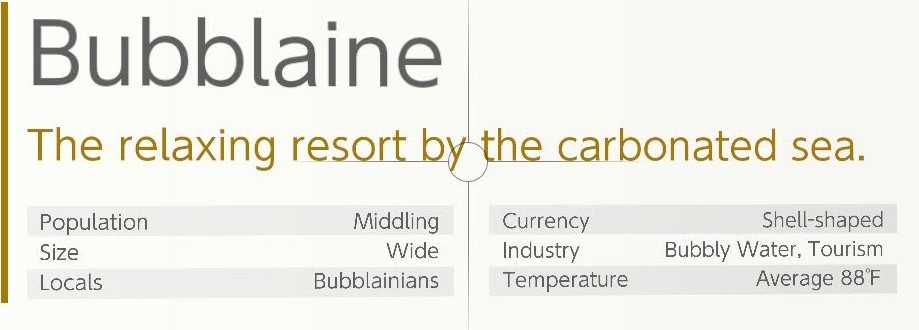 Bubblaine
The relaxing resort by the carbonated sea.
Population Middling
Size Wide
Locals Bubblainians
Currency Shell-shaped
Industry Bubbly Water, Tourism
Temperature Average 88°F